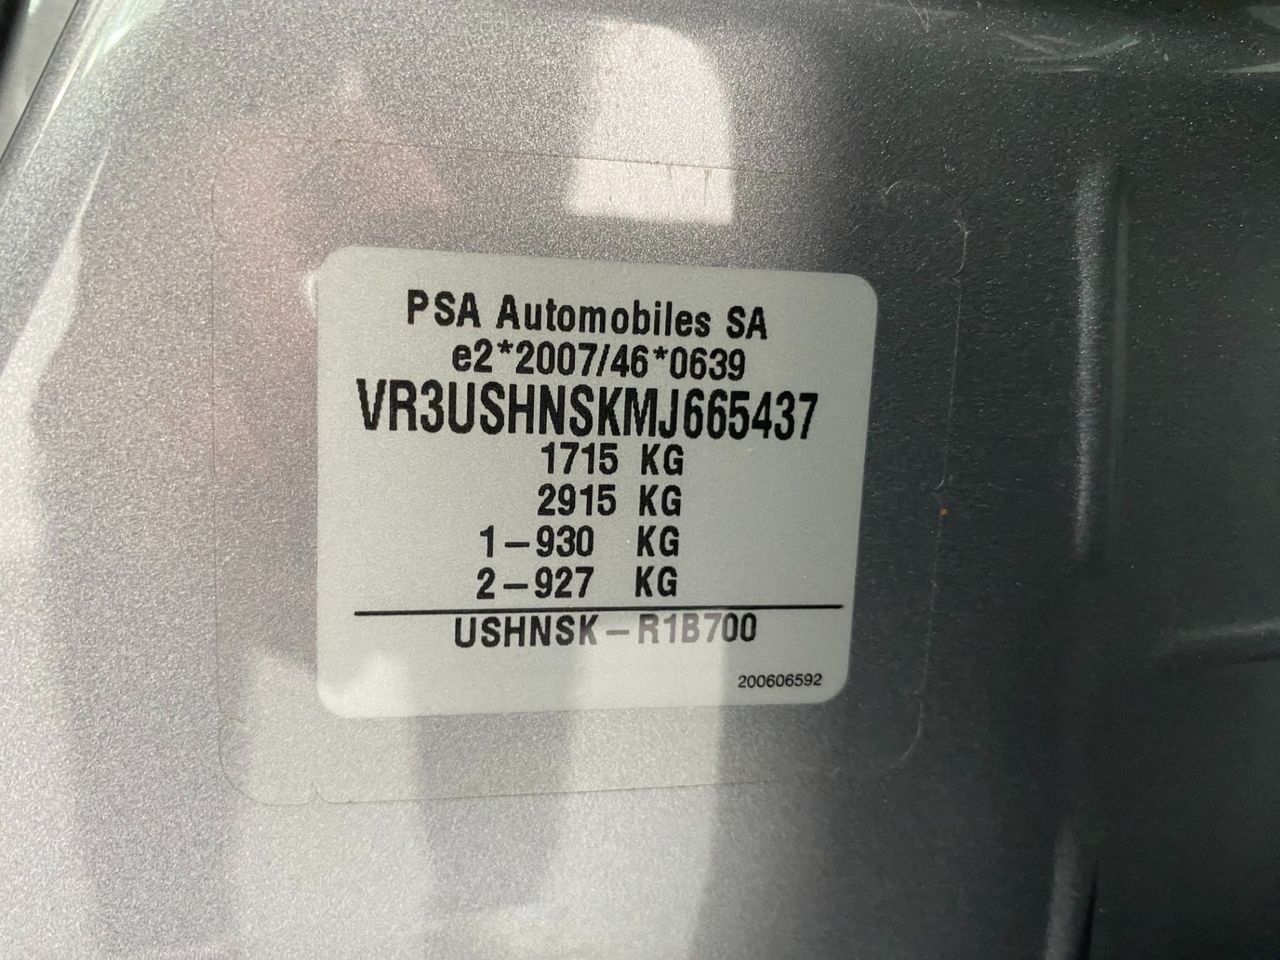 PSA Automobiles SA
e2*2007/46*0639
VR3USHNSKMJ665437
1715 KG
2915 KG
1-930 KG
2-927 KG
USHNSK-R1B700
200606592